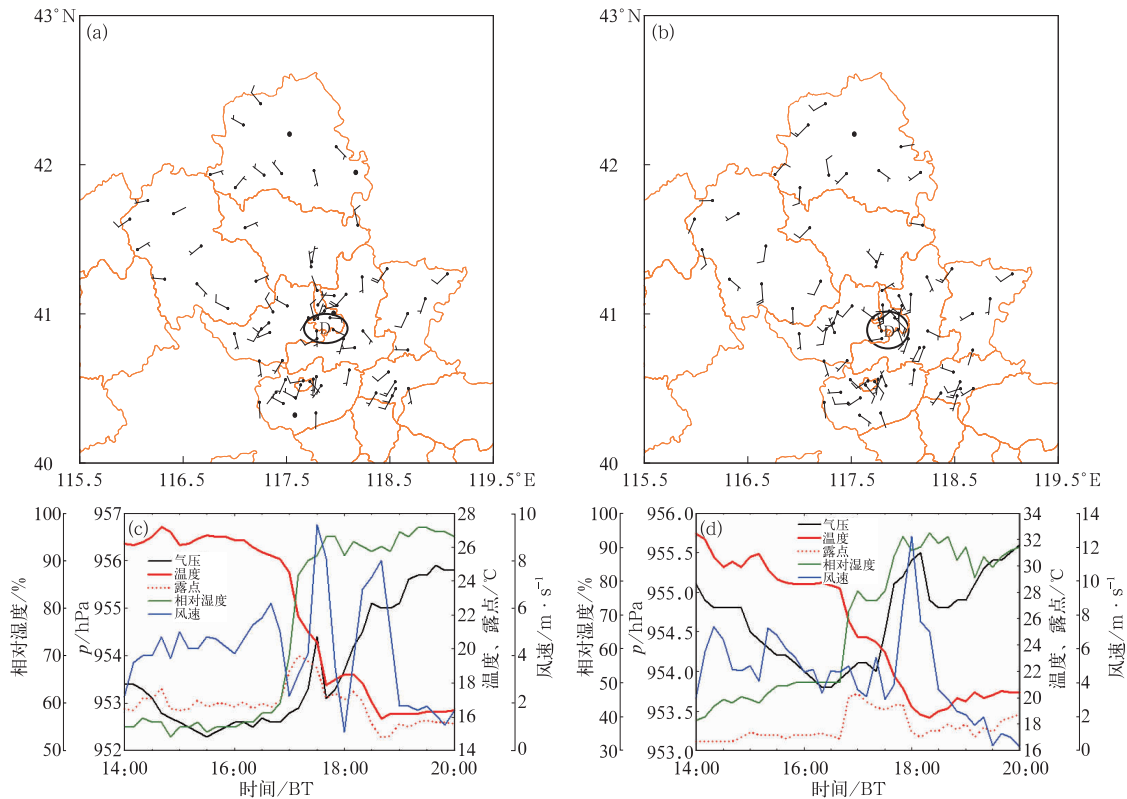 43°N
(a)
42
41
40
D
115.5
116.5
117.5
118.5
119.5°E
43°N
(b)
42
41
40
D
115.5
116.5
117.5
118.5
119.5°E
(c)
气压
温度
露点
相对湿度
风速
相对湿度/%
100
90
80
70
60
50
p/hPa
957
956
955
954
953
952
温度、露点/℃
28
26
24
22
20
18
16
14
风速/m·s⁻¹
10
8
6
4
2
0
14:00
16:00
18:00
20:00
时间/BT
(d)
气压
温度
露点
相对湿度
风速
相对湿度/%
100
90
80
70
60
50
40
30
p/hPa
956.0
955.5
955.0
954.5
954.0
953.5
953.0
温度、露点/℃
34
32
30
28
26
24
22
20
18
16
风速/m·s⁻¹
14
12
10
8
6
4
2
0
14:00
16:00
18:00
20:00
时间/BT